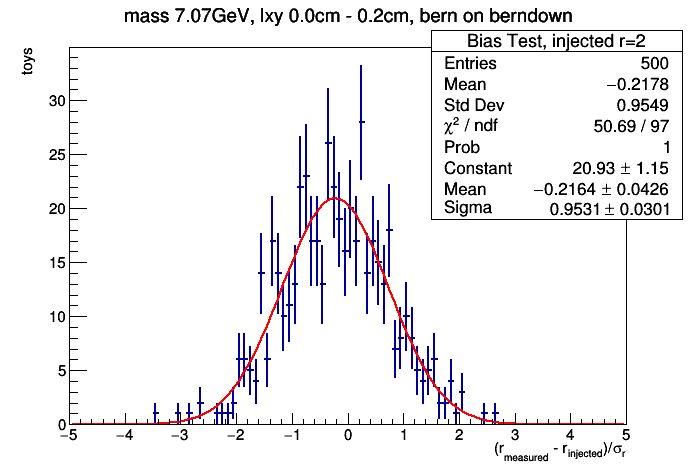 mass 7.07GeV, lxy 0.0cm - 0.2cm, bern on berndown
Bias Test, injected r=2
Entries 500
Mean −0.2178
Std Dev 0.9549
χ² / ndf 50.69 / 97
Prob 1
Constant 20.93 ± 1.15
Mean −0.2164 ± 0.0426
Sigma 0.9531 ± 0.0301
toys
30
25
20
15
10
5
0
−5 −4 −3 −2 −1 0 1 2 3 4 5
(r_measured - r_injected)/σ_r